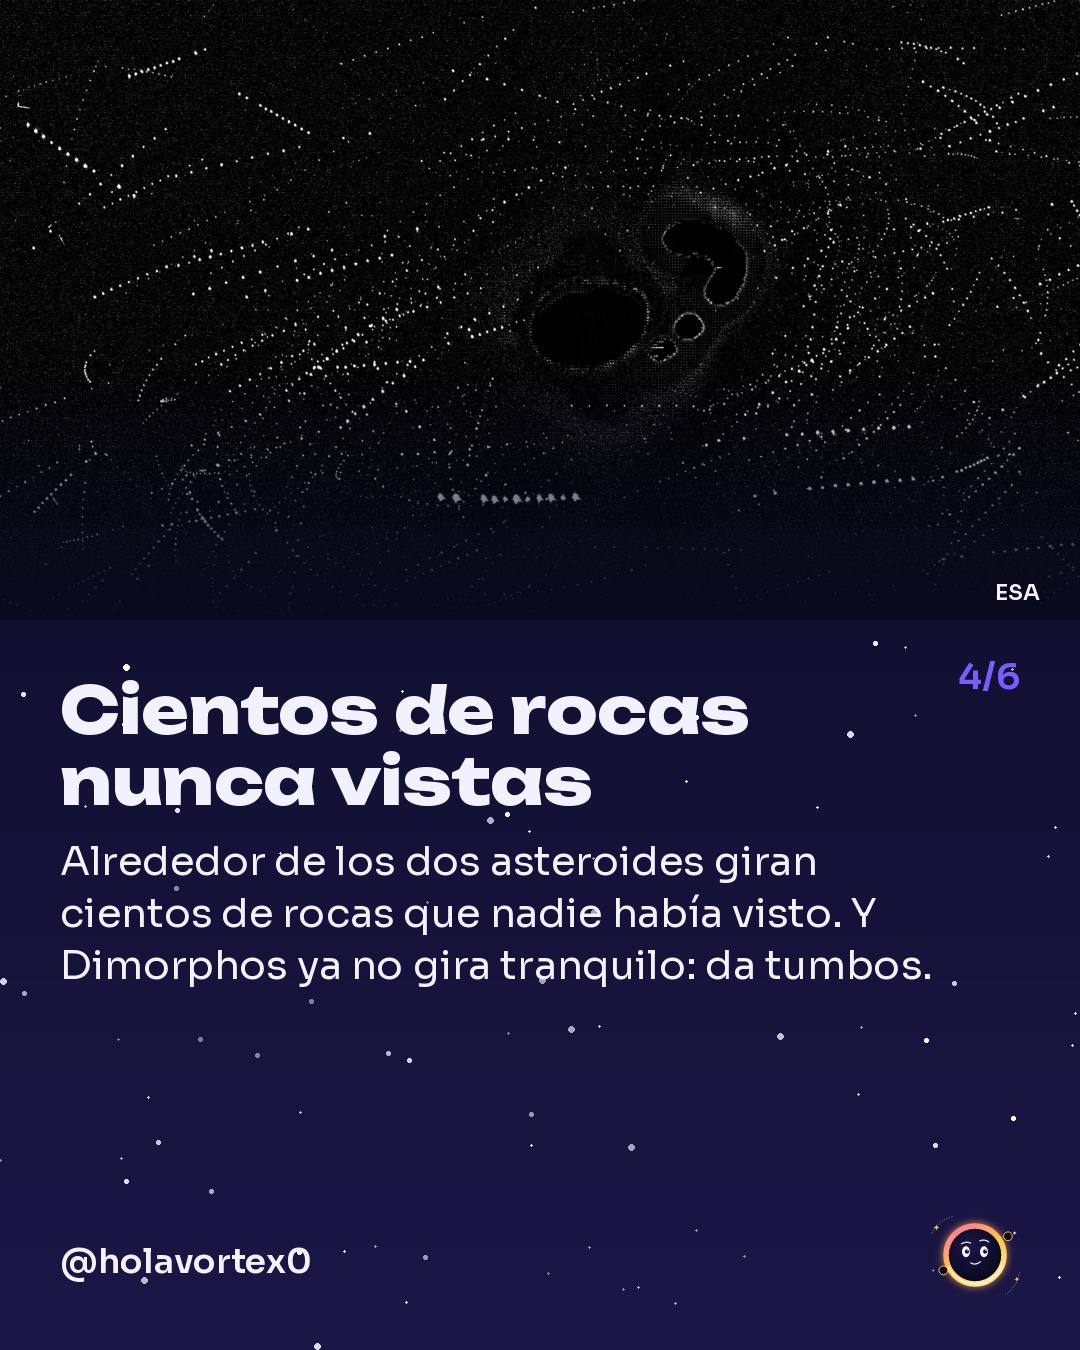 ESA
4/6
Cientos de rocas
nunca vistas
Alrededor de los dos asteroides giran
cientos de rocas que nadie había visto. Y
Dimorphos ya no gira tranquilo: da tumbos.
@holavortex0